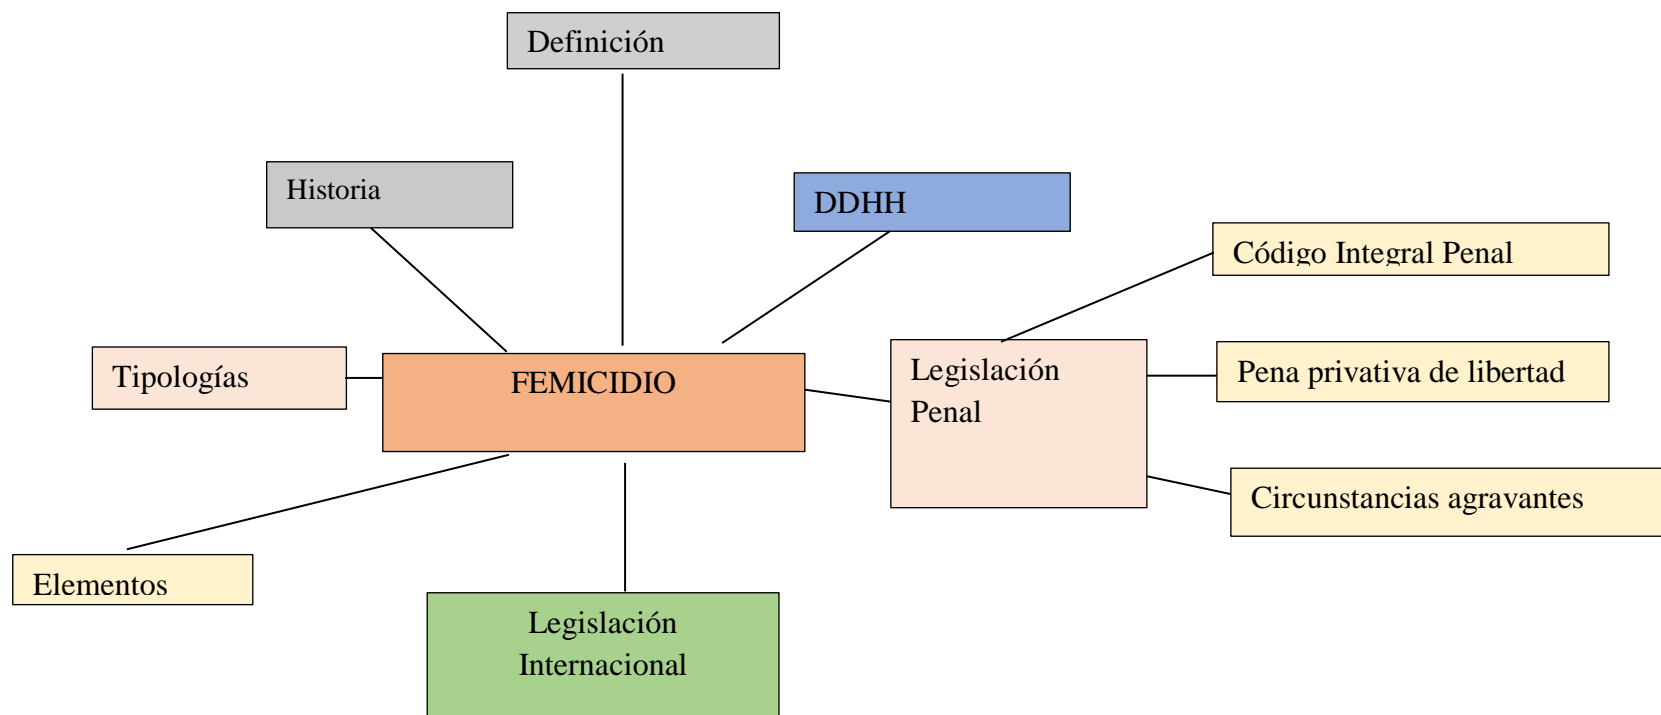 Definición
Historia
DDHH
Código Integral Penal
Tipologías
FEMICIDIO
Legislación
Penal
Pena privativa de libertad
Circunstancias agravantes
Elementos
Legislación
Internacional